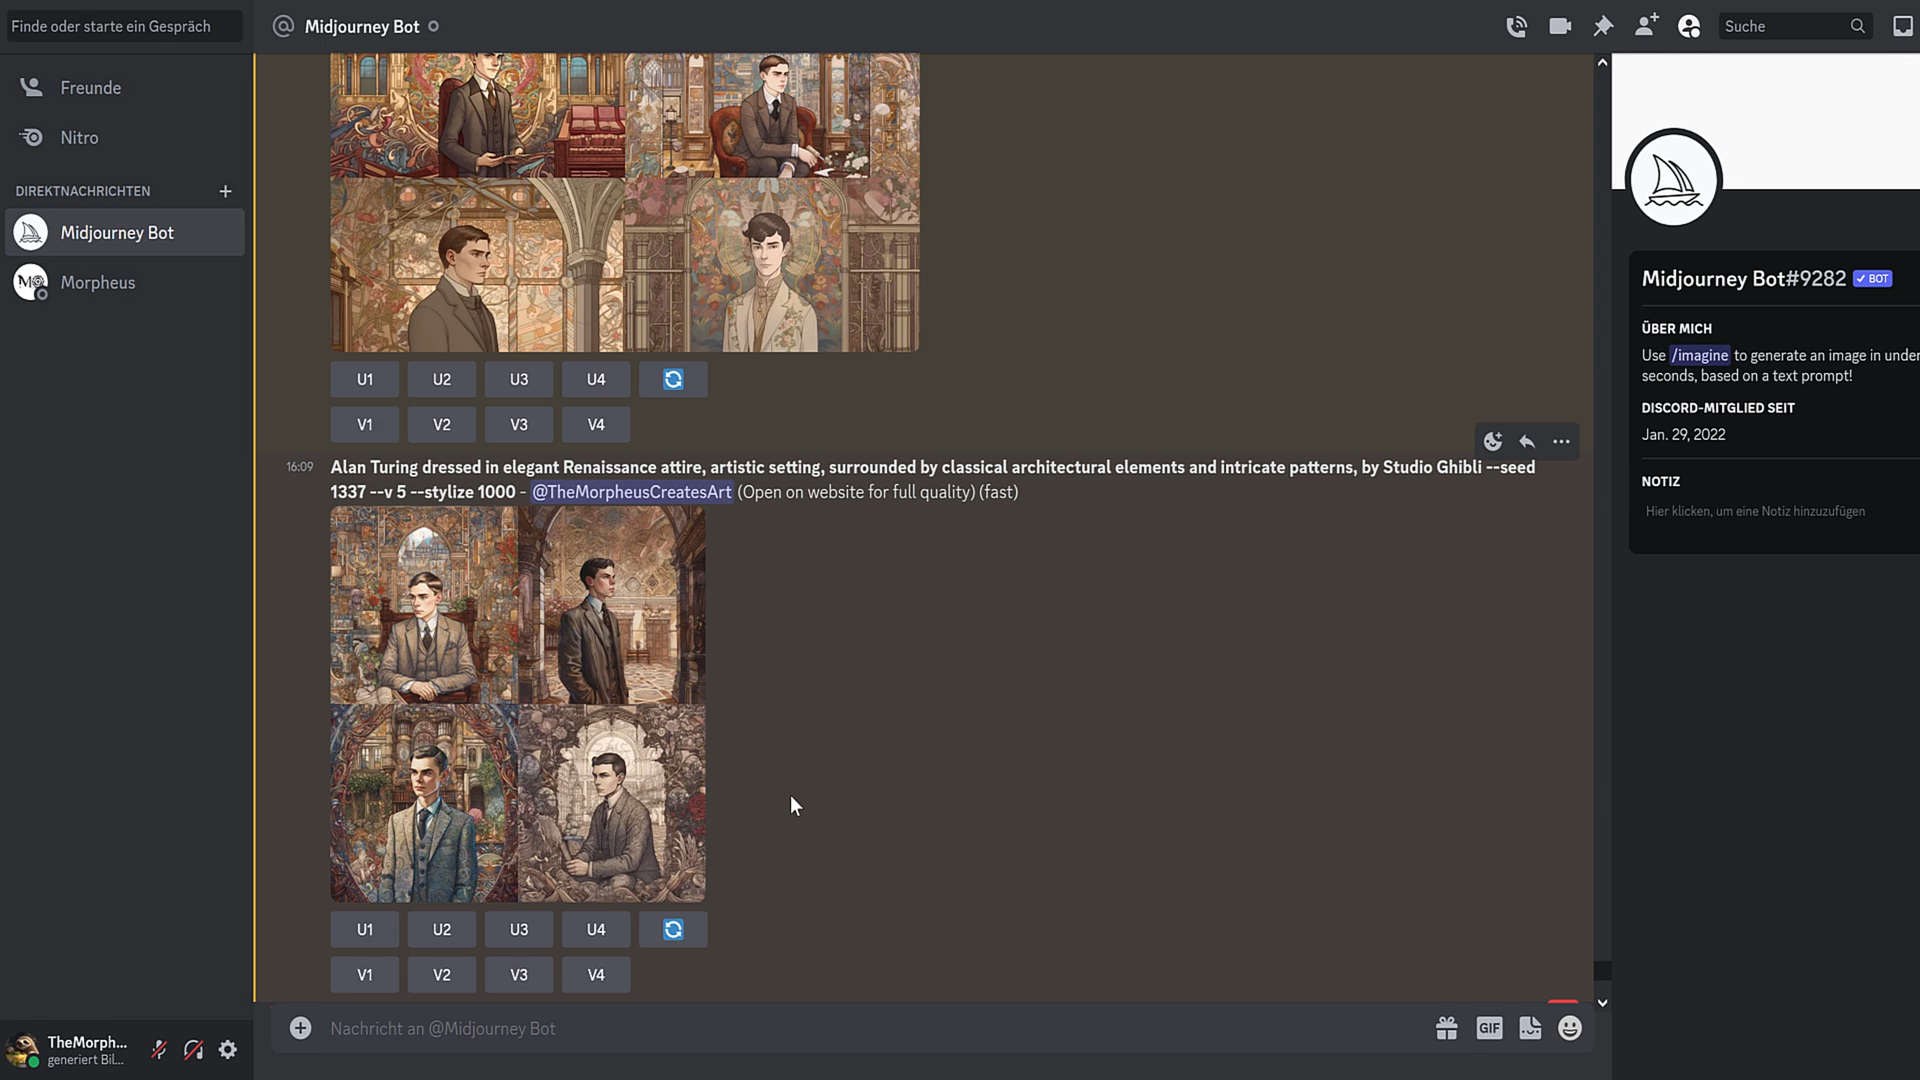 Finde oder starte ein Gespräch
Midjourney Bot
Suche
Freunde
Nitro
DIREKTNACHRICHTEN
Midjourney Bot
Morpheus
U1 U2 U3 U4
V1 V2 V3 V4
16:09 Alan Turing dressed in elegant Renaissance attire, artistic setting, surrounded by classical architectural elements and intricate patterns, by Studio Ghibli --seed
1337 --v 5 --stylize 1000 - @TheMorpheusCreatesArt (Open on website for full quality) (fast)
U1 U2 U3 U4
V1 V2 V3 V4
Nachricht an @Midjourney Bot
GIF
TheMorph...
generiert Bil...
Midjourney Bot#9282 BOT
ÜBER MICH
Use /imagine to generate an image in under
seconds, based on a text prompt!
DISCORD-MITGLIED SEIT
Jan. 29, 2022
NOTIZ
Hier klicken, um eine Notiz hinzuzufügen